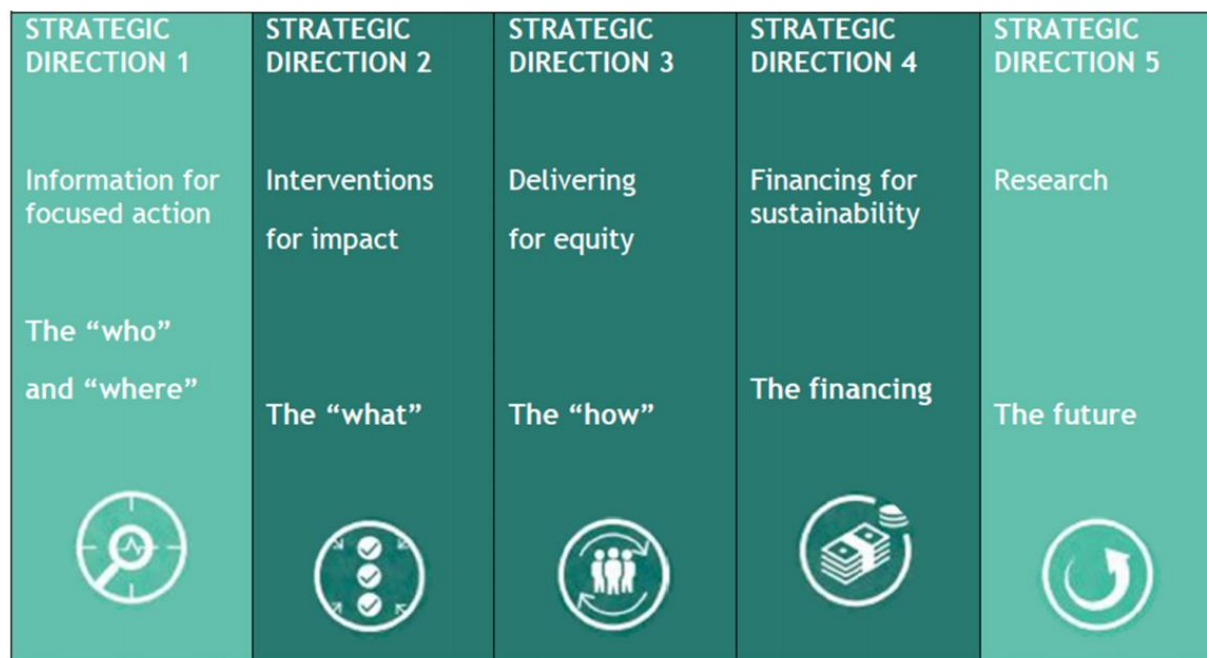 STRATEGIC
DIRECTION 1
Information for
focused action
The “who”
and “where”
STRATEGIC
DIRECTION 2
Interventions
for impact
The “what”
STRATEGIC
DIRECTION 3
Delivering
for equity
The “how”
STRATEGIC
DIRECTION 4
Financing for
sustainability
The financing
STRATEGIC
DIRECTION 5
Research
The future